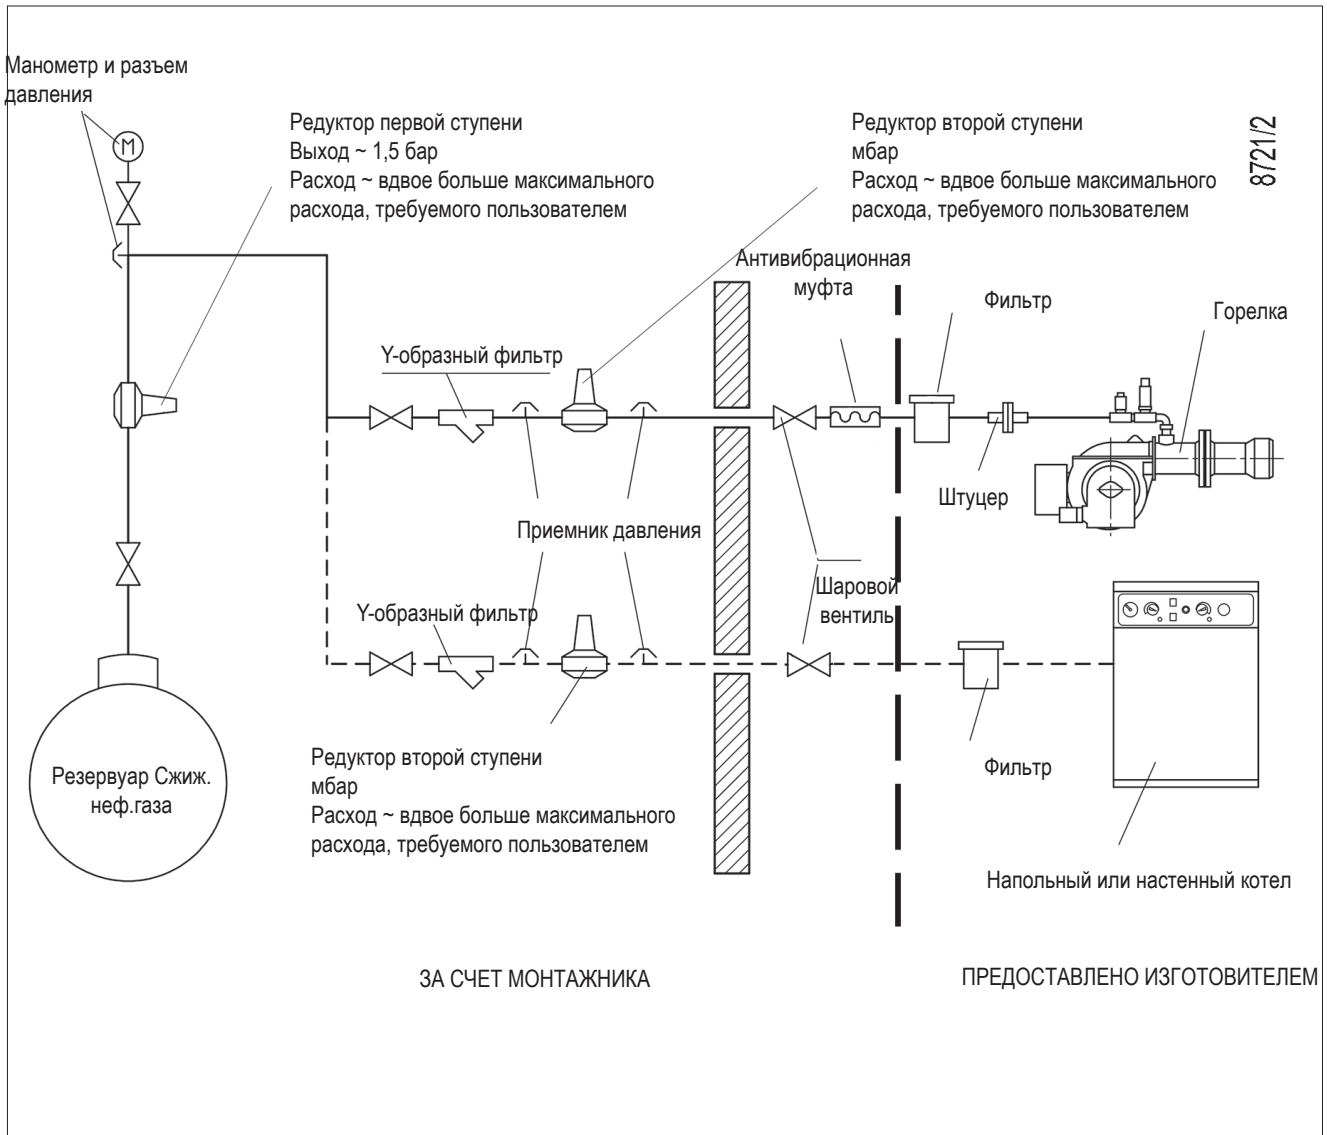 Манометр и разъем
давления
M
Редуктор первой ступени
Выход ~ 1,5 бар
Расход ~ вдвое больше максимального
расхода, требуемого пользователем
Редуктор второй ступени
мбар
Расход ~ вдвое больше максимального
расхода, требуемого пользователем
8721/2
Антивибрационная
муфта
Фильтр
Горелка
Y-образный фильтр
Штуцер
Приемник давления
Шаровой
вентиль
Y-образный фильтр
Резервуар Сжиж.
неф.газа
Редуктор второй ступени
мбар
Расход ~ вдвое больше максимального
расхода, требуемого пользователем
Фильтр
Напольный или настенный котел
ЗА СЧЕТ МОНТАЖНИКА
ПРЕДОСТАВЛЕНО ИЗГОТОВИТЕЛЕМ